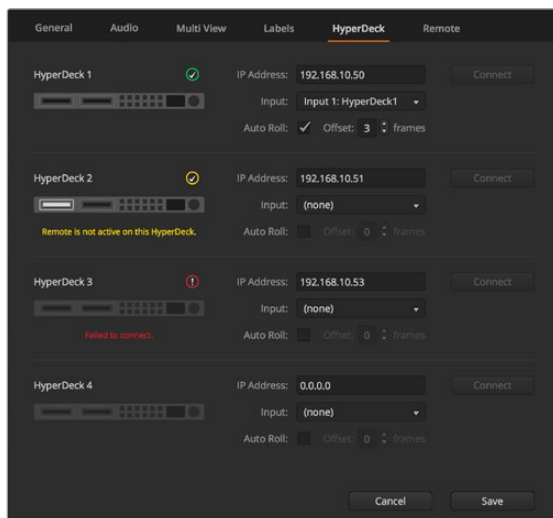 General Audio Multi View Labels HyperDeck Remote
HyperDeck 1 IP Address: 192.168.10.50 Connect
Input: Input 1: HyperDeck1
Auto Roll: Offset: 3 frames
HyperDeck 2 IP Address: 192.168.10.51 Connect
Input: (none)
Remote is not active on this HyperDeck.
Auto Roll: Offset: 0 frames
HyperDeck 3 IP Address: 192.168.10.53 Connect
Input: (none)
Failed to connect.
Auto Roll: Offset: 0 frames
HyperDeck 4 IP Address: 0.0.0.0 Connect
Input: (none)
Auto Roll: Offset: 0 frames
Cancel Save